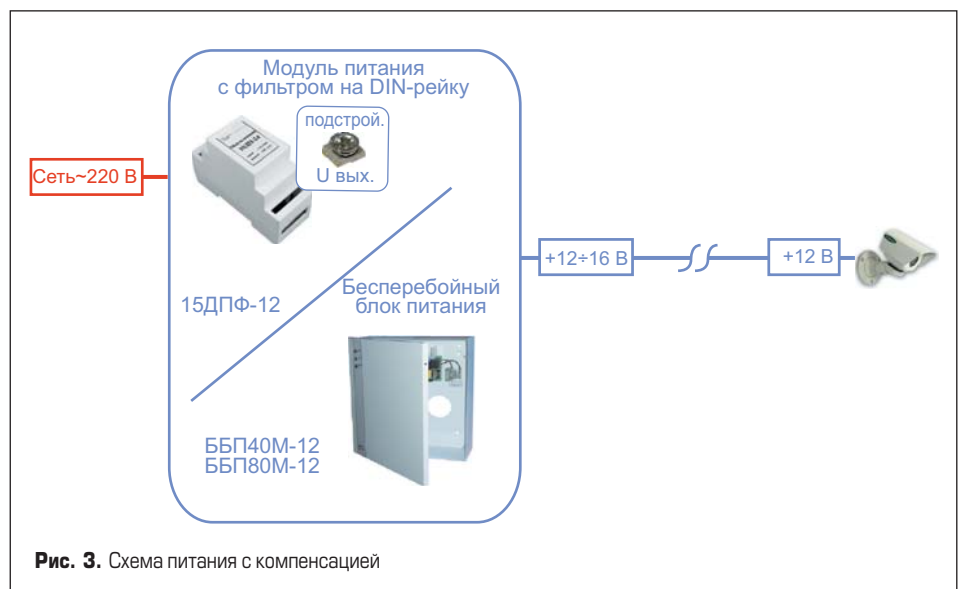 Модуль питания
с фильтром на DIN-рейку
подстрой.
U вых.
Сеть~220 В
15ДПФ-12
+12÷16 В
+12 В
Бесперебойный
блок питания
ББП40М-12
ББП80М-12
Рис. 3. Схема питания с компенсацией